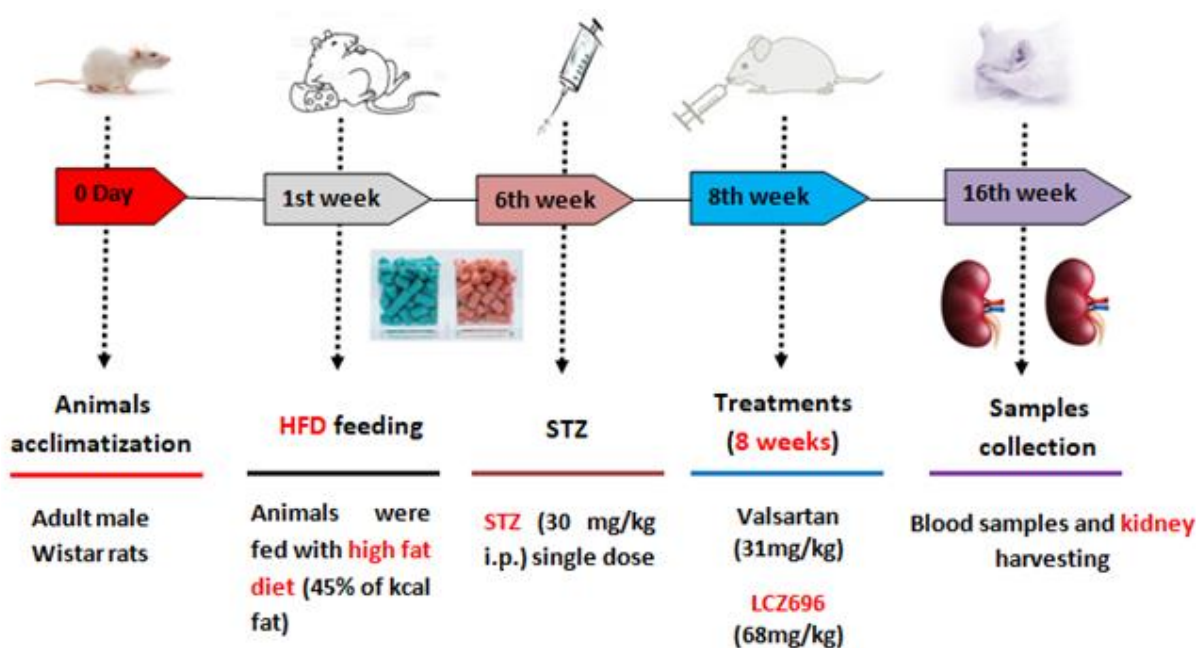 0 Day
1st week
6th week
8th week
16th week
Animals
acclimatization
Adult male
Wistar rats
HFD feeding
Animals were
fed with high fat
diet (45% of kcal
fat)
STZ
STZ (30 mg/kg
i.p.) single dose
Treatments
(8 weeks)
Valsartan
(31mg/kg)
LCZ696
(68mg/kg)
Samples
collection
Blood samples and kidney
harvesting